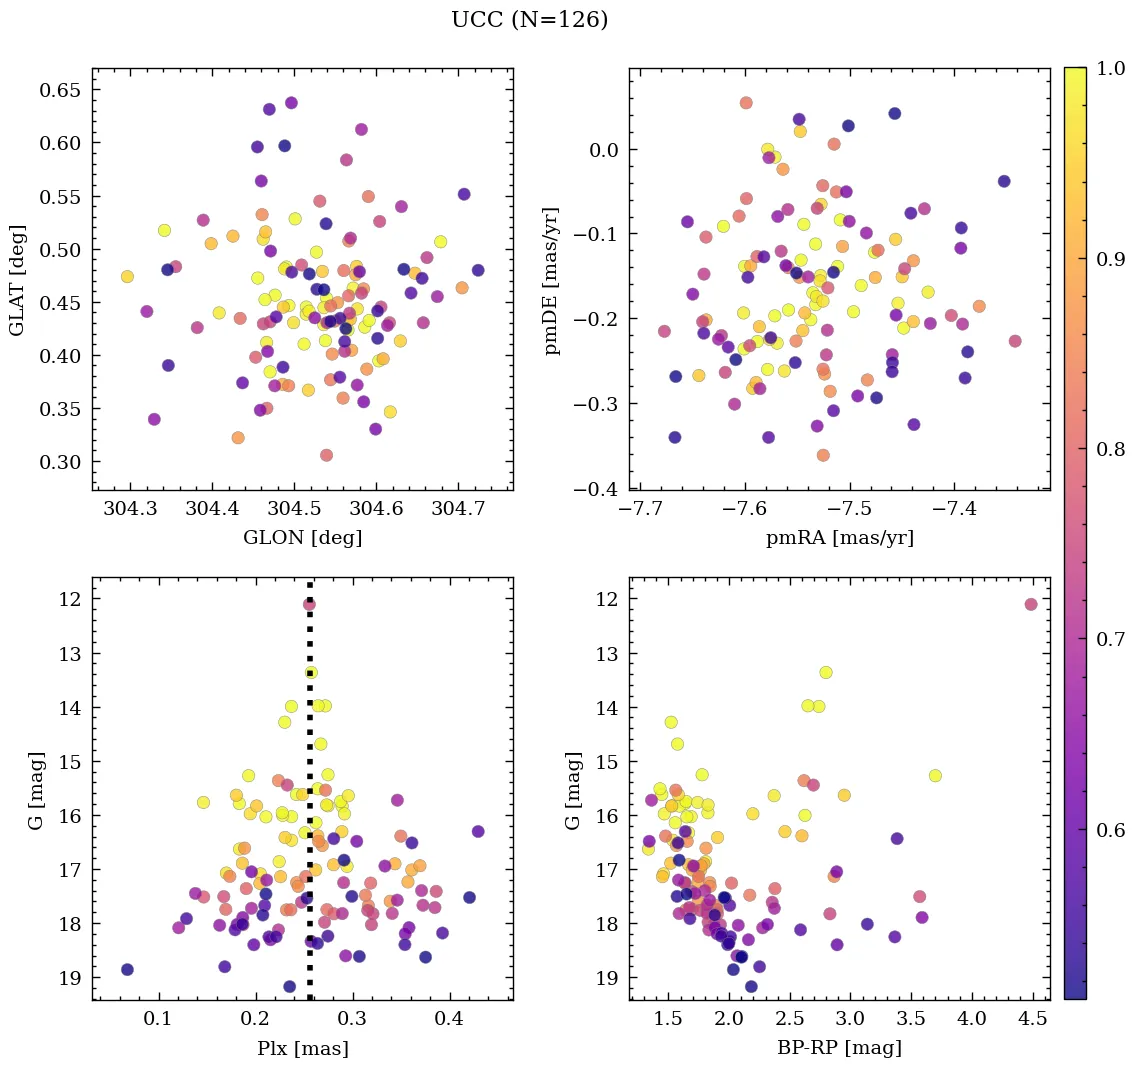 UCC (N=126)
0.65
0.60
0.55
0.50
0.45
0.40
0.35
0.30
GLAT [deg]
304.3 304.4 304.5 304.6 304.7
GLON [deg]
0.0
−0.1
−0.2
−0.3
−0.4
pmDE [mas/yr]
−7.7 −7.6 −7.5 −7.4
pmRA [mas/yr]
12
13
14
15
16
17
18
19
G [mag]
0.1 0.2 0.3 0.4
Plx [mas]
12
13
14
15
16
17
18
19
G [mag]
1.5 2.0 2.5 3.0 3.5 4.0 4.5
BP-RP [mag]
1.0
0.9
0.8
0.7
0.6